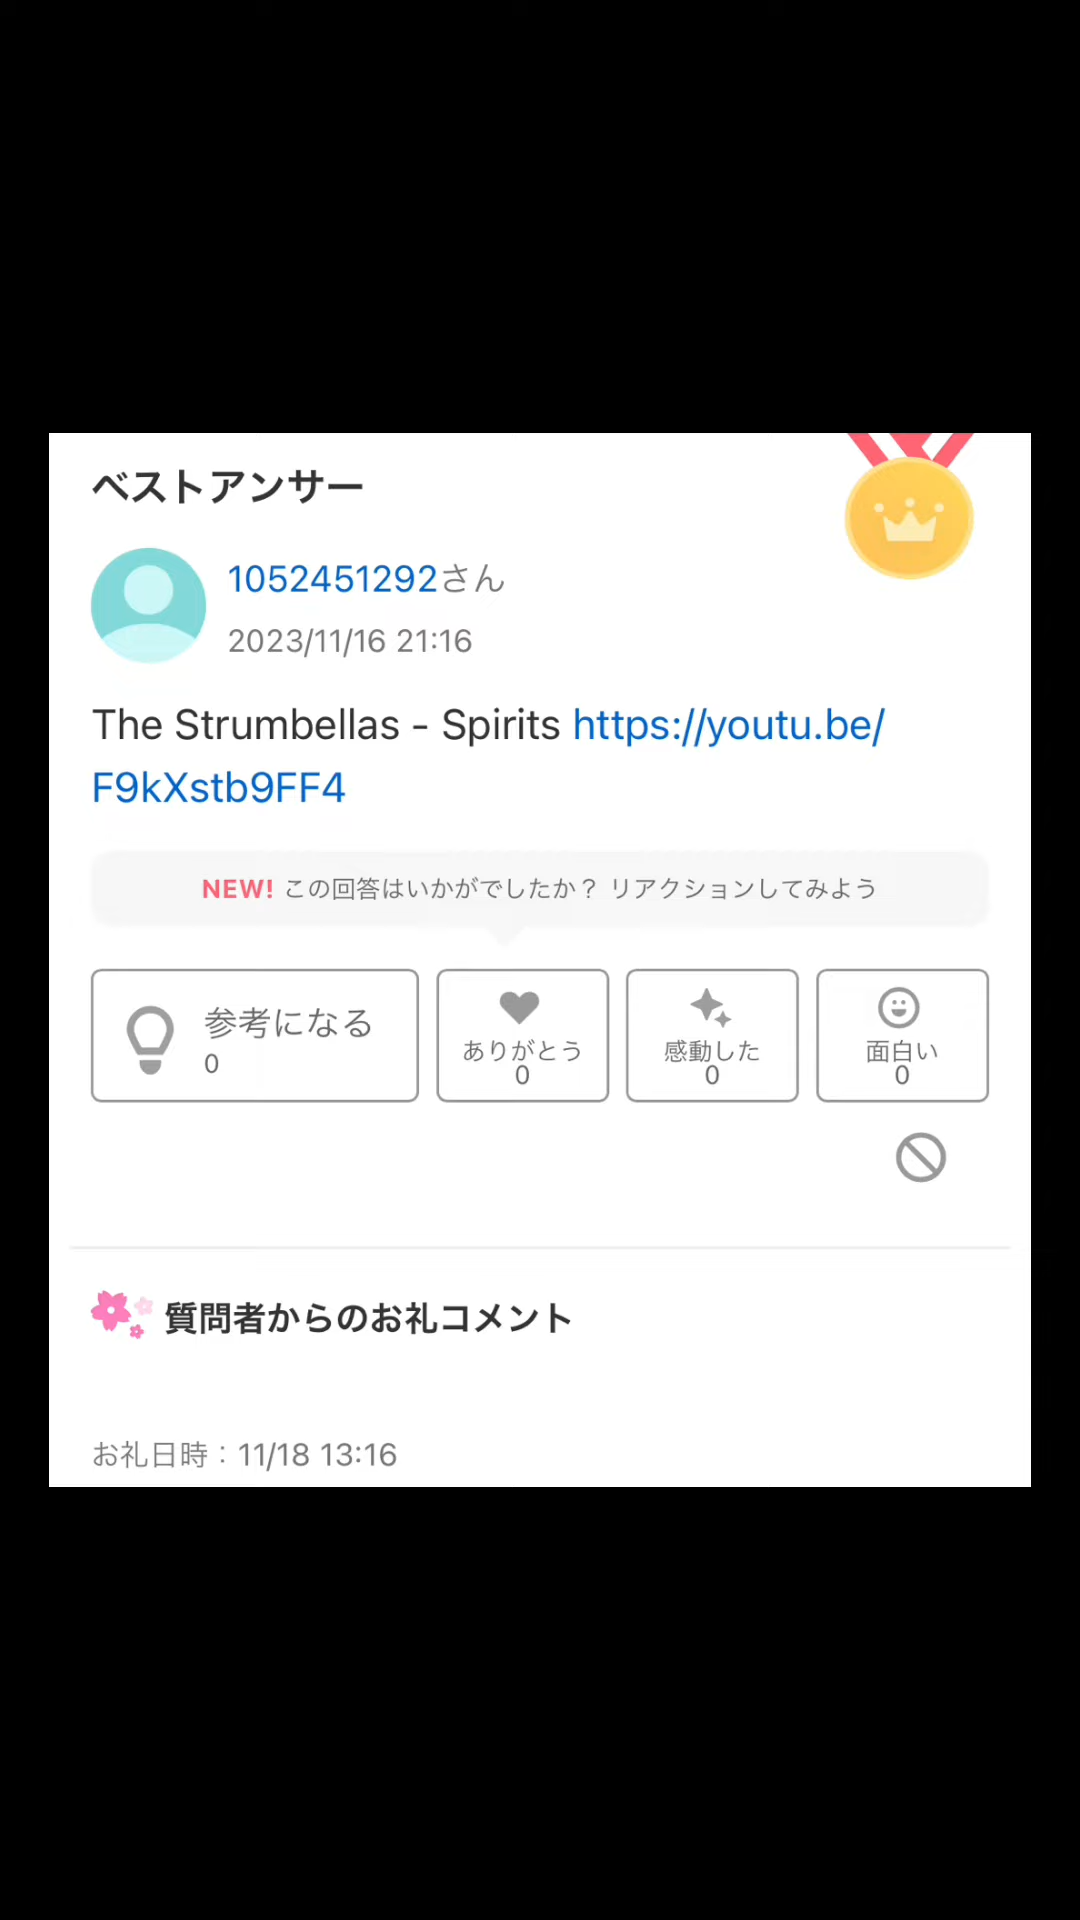 ベストアンサー
1052451292さん
2023/11/16 21:16
The Strumbellas - Spirits https://youtu.be/
F9kXstb9FF4
NEW! この回答はいかがでしたか？ リアクションしてみよう
参考になる
0
ありがとう
0
感動した
0
面白い
0
質問者からのお礼コメント
お礼日時：11/18 13:16